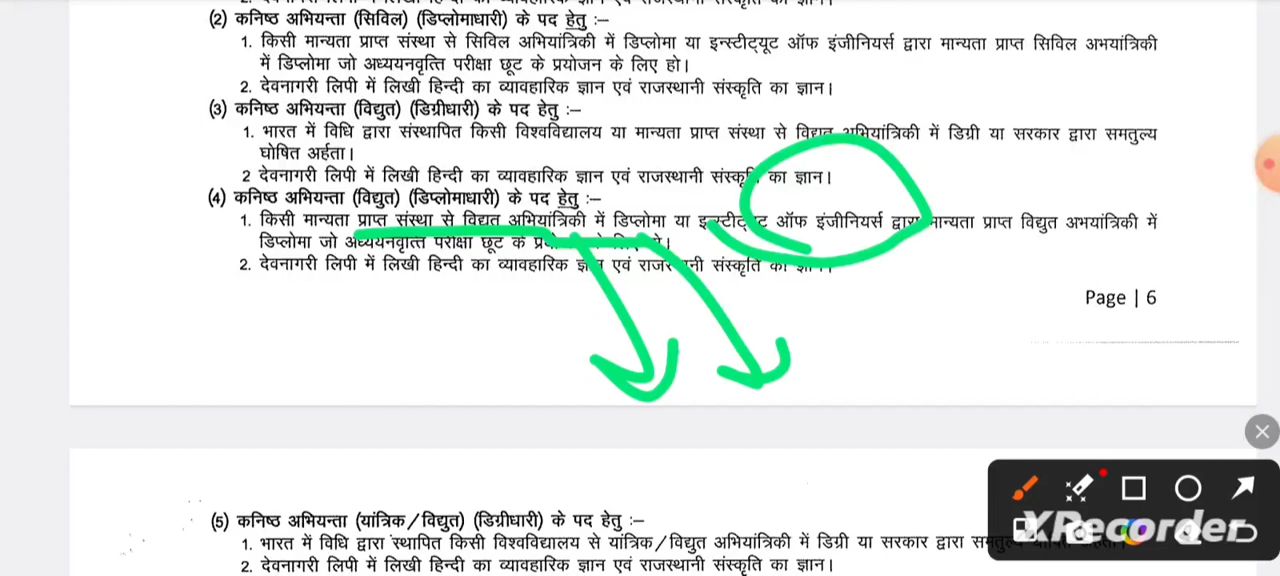 (2) कनिष्ठ अभियन्ता (सिविल) (डिप्लोमाधारी) के पद हेतु :–
1. किसी मान्यता प्राप्त संस्था से सिविल अभियांत्रिकी में डिप्लोमा या इन्स्टीट्यूट ऑफ इंजीनियर्स द्वारा मान्यता प्राप्त सिविल अभयांत्रिकी
में डिप्लोमा जो अध्ययनवृत्ति परीक्षा छूट के प्रयोजन के लिए हो।
2. देवनागरी लिपी में लिखी हिन्दी का व्यावहारिक ज्ञान एवं राजस्थानी संस्कृति का ज्ञान।
(3) कनिष्ठ अभियन्ता (विद्युत) (डिग्रीधारी) के पद हेतु :–
1. भारत में विधि द्वारा संस्थापित किसी विश्वविद्यालय या मान्यता प्राप्त संस्था से विद्युत अभियांत्रिकी में डिग्री या सरकार द्वारा समतुल्य
घोषित अर्हता।
2 देवनागरी लिपी में लिखी हिन्दी का व्यावहारिक ज्ञान एवं राजस्थानी संस्कृति का ज्ञान।
(4) कनिष्ठ अभियन्ता (विद्युत) (डिप्लोमाधारी) के पद हेतु :–
1. किसी मान्यता प्राप्त संस्था से विद्युत अभियांत्रिकी में डिप्लोमा या इन्स्टीट्यूट ऑफ इंजीनियर्स द्वारा मान्यता प्राप्त विद्युत अभयांत्रिकी में
डिप्लोमा जो अध्ययनवृत्ति परीक्षा छूट के
2. देवनागरी लिपी में लिखी हिन्दी का व्यावहारिक ज्ञान एवं राजस्थानी संस्कृति का ज्ञान।
Page | 6
(5) कनिष्ठ अभियन्ता (यांत्रिक/विद्युत) (डिग्रीधारी) के पद हेतु :–
1. भारत में विधि द्वारा स्थापित किसी विश्वविद्यालय से यांत्रिक/विद्युत अभियांत्रिकी में डिग्री या सरकार द्वारा
2. देवनागरी लिपी में लिखी हिन्दी का व्यावहारिक ज्ञान एवं राजस्थानी संस्कृति का ज्ञान।
XRecorder